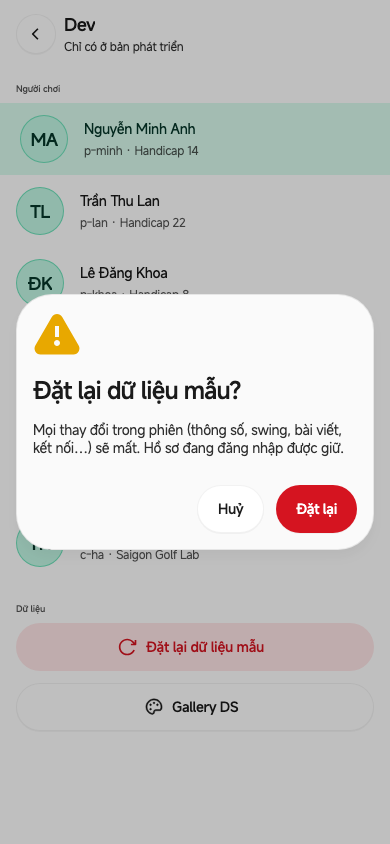 Dev
Chỉ có ở bản phát triển
Người chơi
MA
Nguyễn Minh Anh
p-minh · Handicap 14
TL
Trần Thu Lan
p-lan · Handicap 22
ĐK
Lê Đăng Khoa
Đặt lại dữ liệu mẫu?
Mọi thay đổi trong phiên (thông số, swing, bài viết,
kết nối…) sẽ mất. Hồ sơ đang đăng nhập được giữ.
Huỷ
Đặt lại
c-ha · Saigon Golf Lab
Dữ liệu
Đặt lại dữ liệu mẫu
Gallery DS